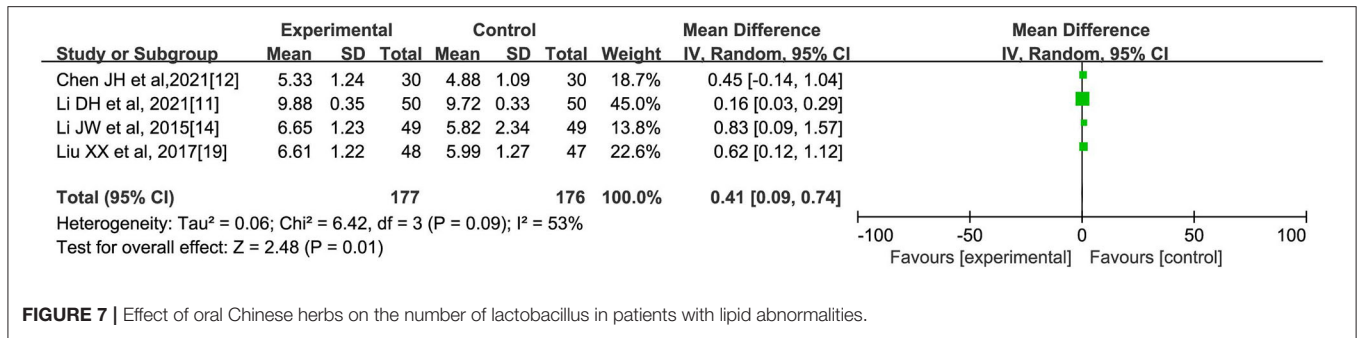 Experimental Control Mean Difference Mean Difference
Study or Subgroup Mean SD Total Mean SD Total Weight IV, Random, 95% CI IV, Random, 95% CI
Chen JH et al,2021[12] 5.33 1.24 30 4.88 1.09 30 18.7% 0.45 [-0.14, 1.04]
Li DH et al, 2021[11] 9.88 0.35 50 9.72 0.33 50 45.0% 0.16 [0.03, 0.29]
Li JW et al, 2015[14] 6.65 1.23 49 5.82 2.34 49 13.8% 0.83 [0.09, 1.57]
Liu XX et al, 2017[19] 6.61 1.22 48 5.99 1.27 47 22.6% 0.62 [0.12, 1.12]
Total (95% CI) 177 176 100.0% 0.41 [0.09, 0.74]
Heterogeneity: Tau² = 0.06; Chi² = 6.42, df = 3 (P = 0.09); I² = 53%
Test for overall effect: Z = 2.48 (P = 0.01)
-100 -50 0 50 100
Favours [experimental] Favours [control]
FIGURE 7 | Effect of oral Chinese herbs on the number of lactobacillus in patients with lipid abnormalities.